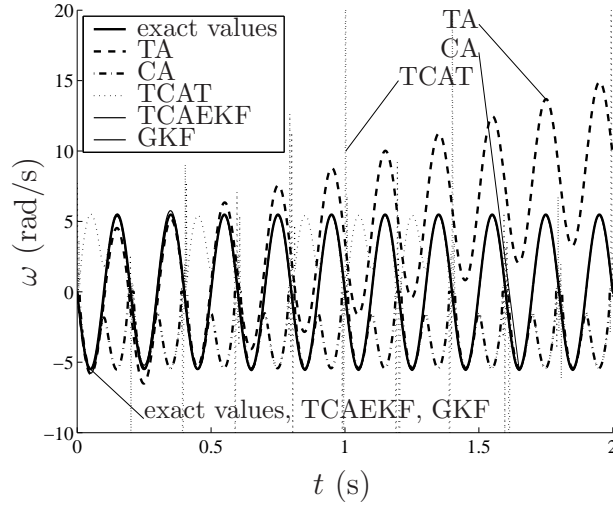 20
15
10
5
0
−5
−10
ω (rad/s)
exact values
TA
CA
TCAT
TCAEKF
GKF
TA
CA
TCAT
exact values, TCAEKF, GKF
0
0.5
1
1.5
2
t (s)